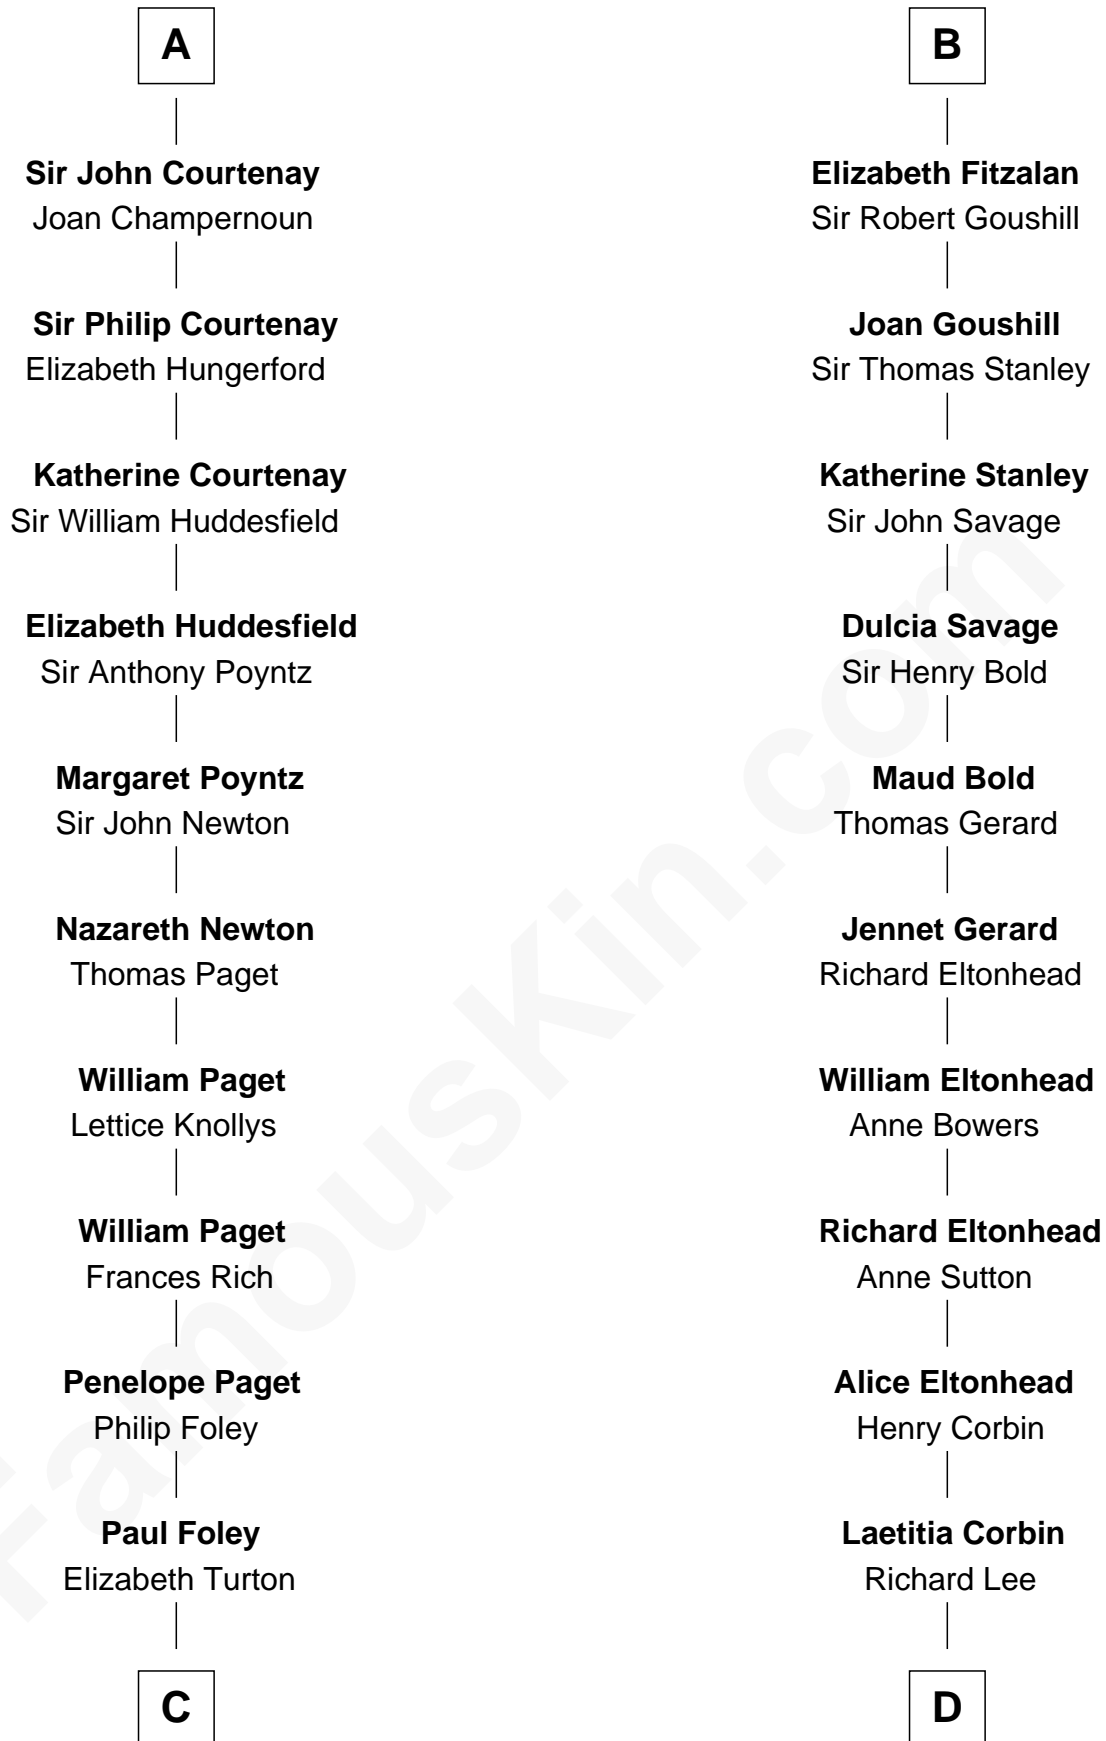 A
Sir John Courtenay
Joan Champernoun
Sir Philip Courtenay
Elizabeth Hungerford
Katherine Courtenay
Sir William Huddesfield
Elizabeth Huddesfield
Sir Anthony Poyntz
Margaret Poyntz
Sir John Newton
Nazareth Newton
Thomas Paget
William Paget
Lettice Knollys
William Paget
Frances Rich
Penelope Paget
Philip Foley
Paul Foley
Elizabeth Turton
C
B
Elizabeth Fitzalan
Sir Robert Goushill
Joan Goushill
Sir Thomas Stanley
Katherine Stanley
Sir John Savage
Dulcia Savage
Sir Henry Bold
Maud Bold
Thomas Gerard
Jennet Gerard
Richard Eltonhead
William Eltonhead
Anne Bowers
Richard Eltonhead
Anne Sutton
Alice Eltonhead
Henry Corbin
Laetitia Corbin
Richard Lee
D
FamousKin.com